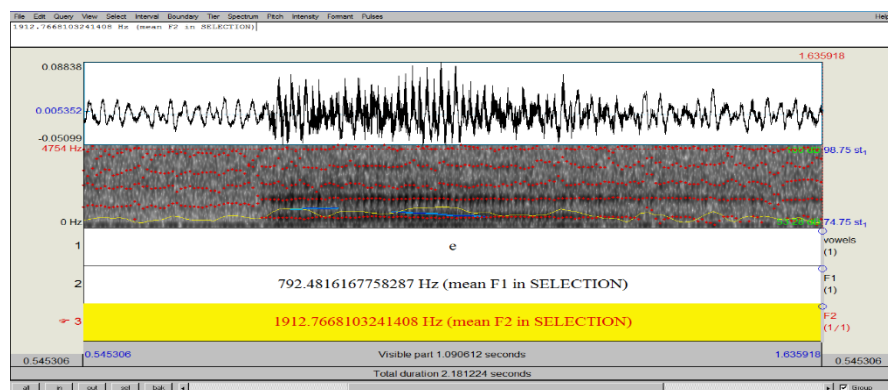 File Edit Query View Select Interval Boundary Tier Spectrum Pitch Intensity Formant Pulses Help
1912.7668103241408 Hz (mean F2 in SELECTION)
1.635918
0.08838
0.005352
-0.05099
4754 Hz 98.75 st₁
0 Hz 74.75 st₁
1 e vowels (1)
2 792.4816167758287 Hz (mean F1 in SELECTION) F1 (1)
☞ 3 1912.7668103241408 Hz (mean F2 in SELECTION) F2 (1/1)
0.545306 0.545306 Visible part 1.090612 seconds 1.635918 0.545306
Total duration 2.181224 seconds
all in out sel bak Group